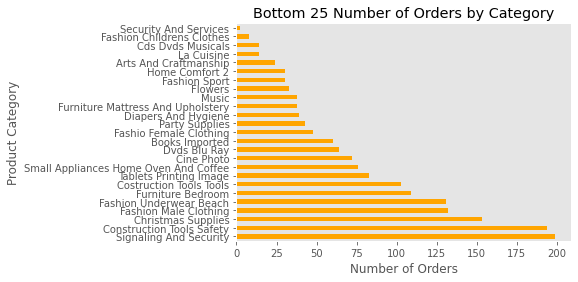 Bottom 25 Number of Orders by Category
Product Category
Security And Services
Fashion Childrens Clothes
Cds Dvds Musicals
La Cuisine
Arts And Craftmanship
Home Comfort 2
Fashion Sport
Flowers
Music
Furniture Mattress And Upholstery
Diapers And Hygiene
Party Supplies
Fashio Female Clothing
Books Imported
Dvds Blu Ray
Cine Photo
Small Appliances Home Oven And Coffee
Tablets Printing Image
Costruction Tools Tools
Furniture Bedroom
Fashion Underwear Beach
Fashion Male Clothing
Christmas Supplies
Construction Tools Safety
Signaling And Security
0 25 50 75 100 125 150 175 200
Number of Orders